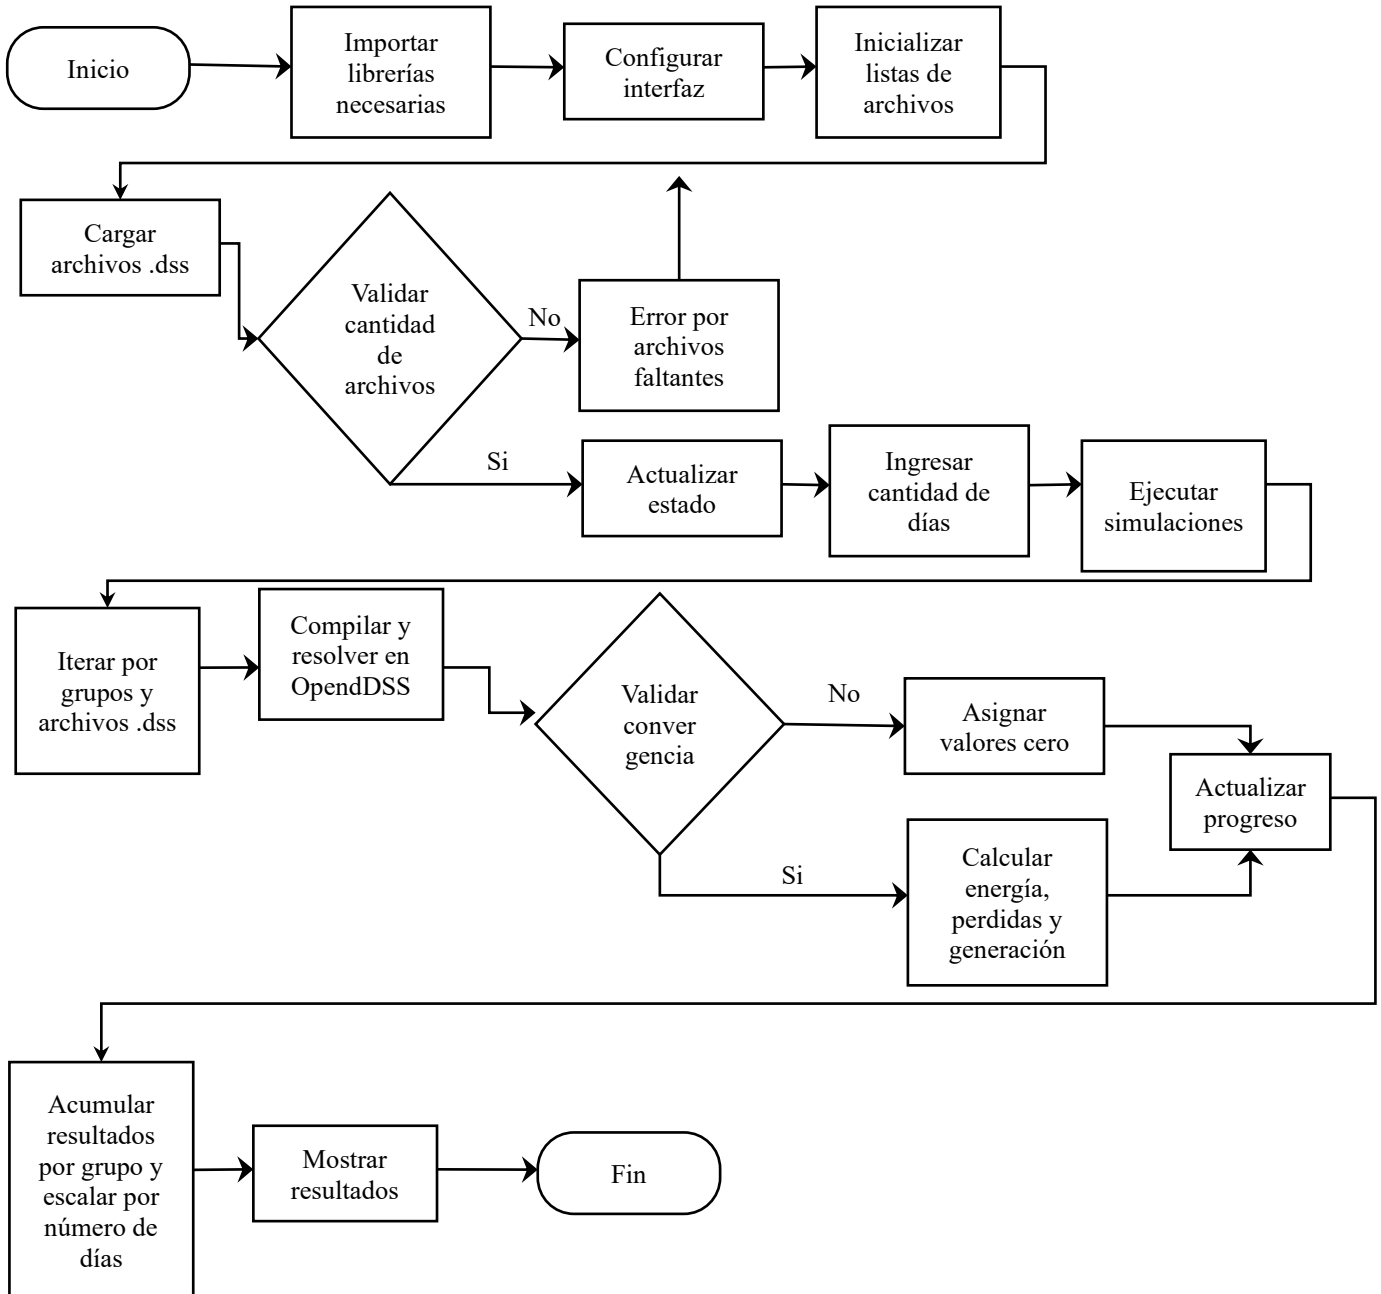 Inicio
Importar
librerías
necesarias
Configurar
interfaz
Inicializar
listas de
archivos
Cargar
archivos .dss
Validar
cantidad
de
archivos
No
Error por
archivos
faltantes
Si
Actualizar
estado
Ingresar
cantidad de
días
Ejecutar
simulaciones
Iterar por
grupos y
archivos .dss
Compilar y
resolver en
OpendDSS
Validar
conver
gencia
No
Asignar
valores cero
Si
Calcular
energía,
perdidas y
generación
Actualizar
progreso
Acumular
resultados
por grupo y
escalar por
número de
días
Mostrar
resultados
Fin